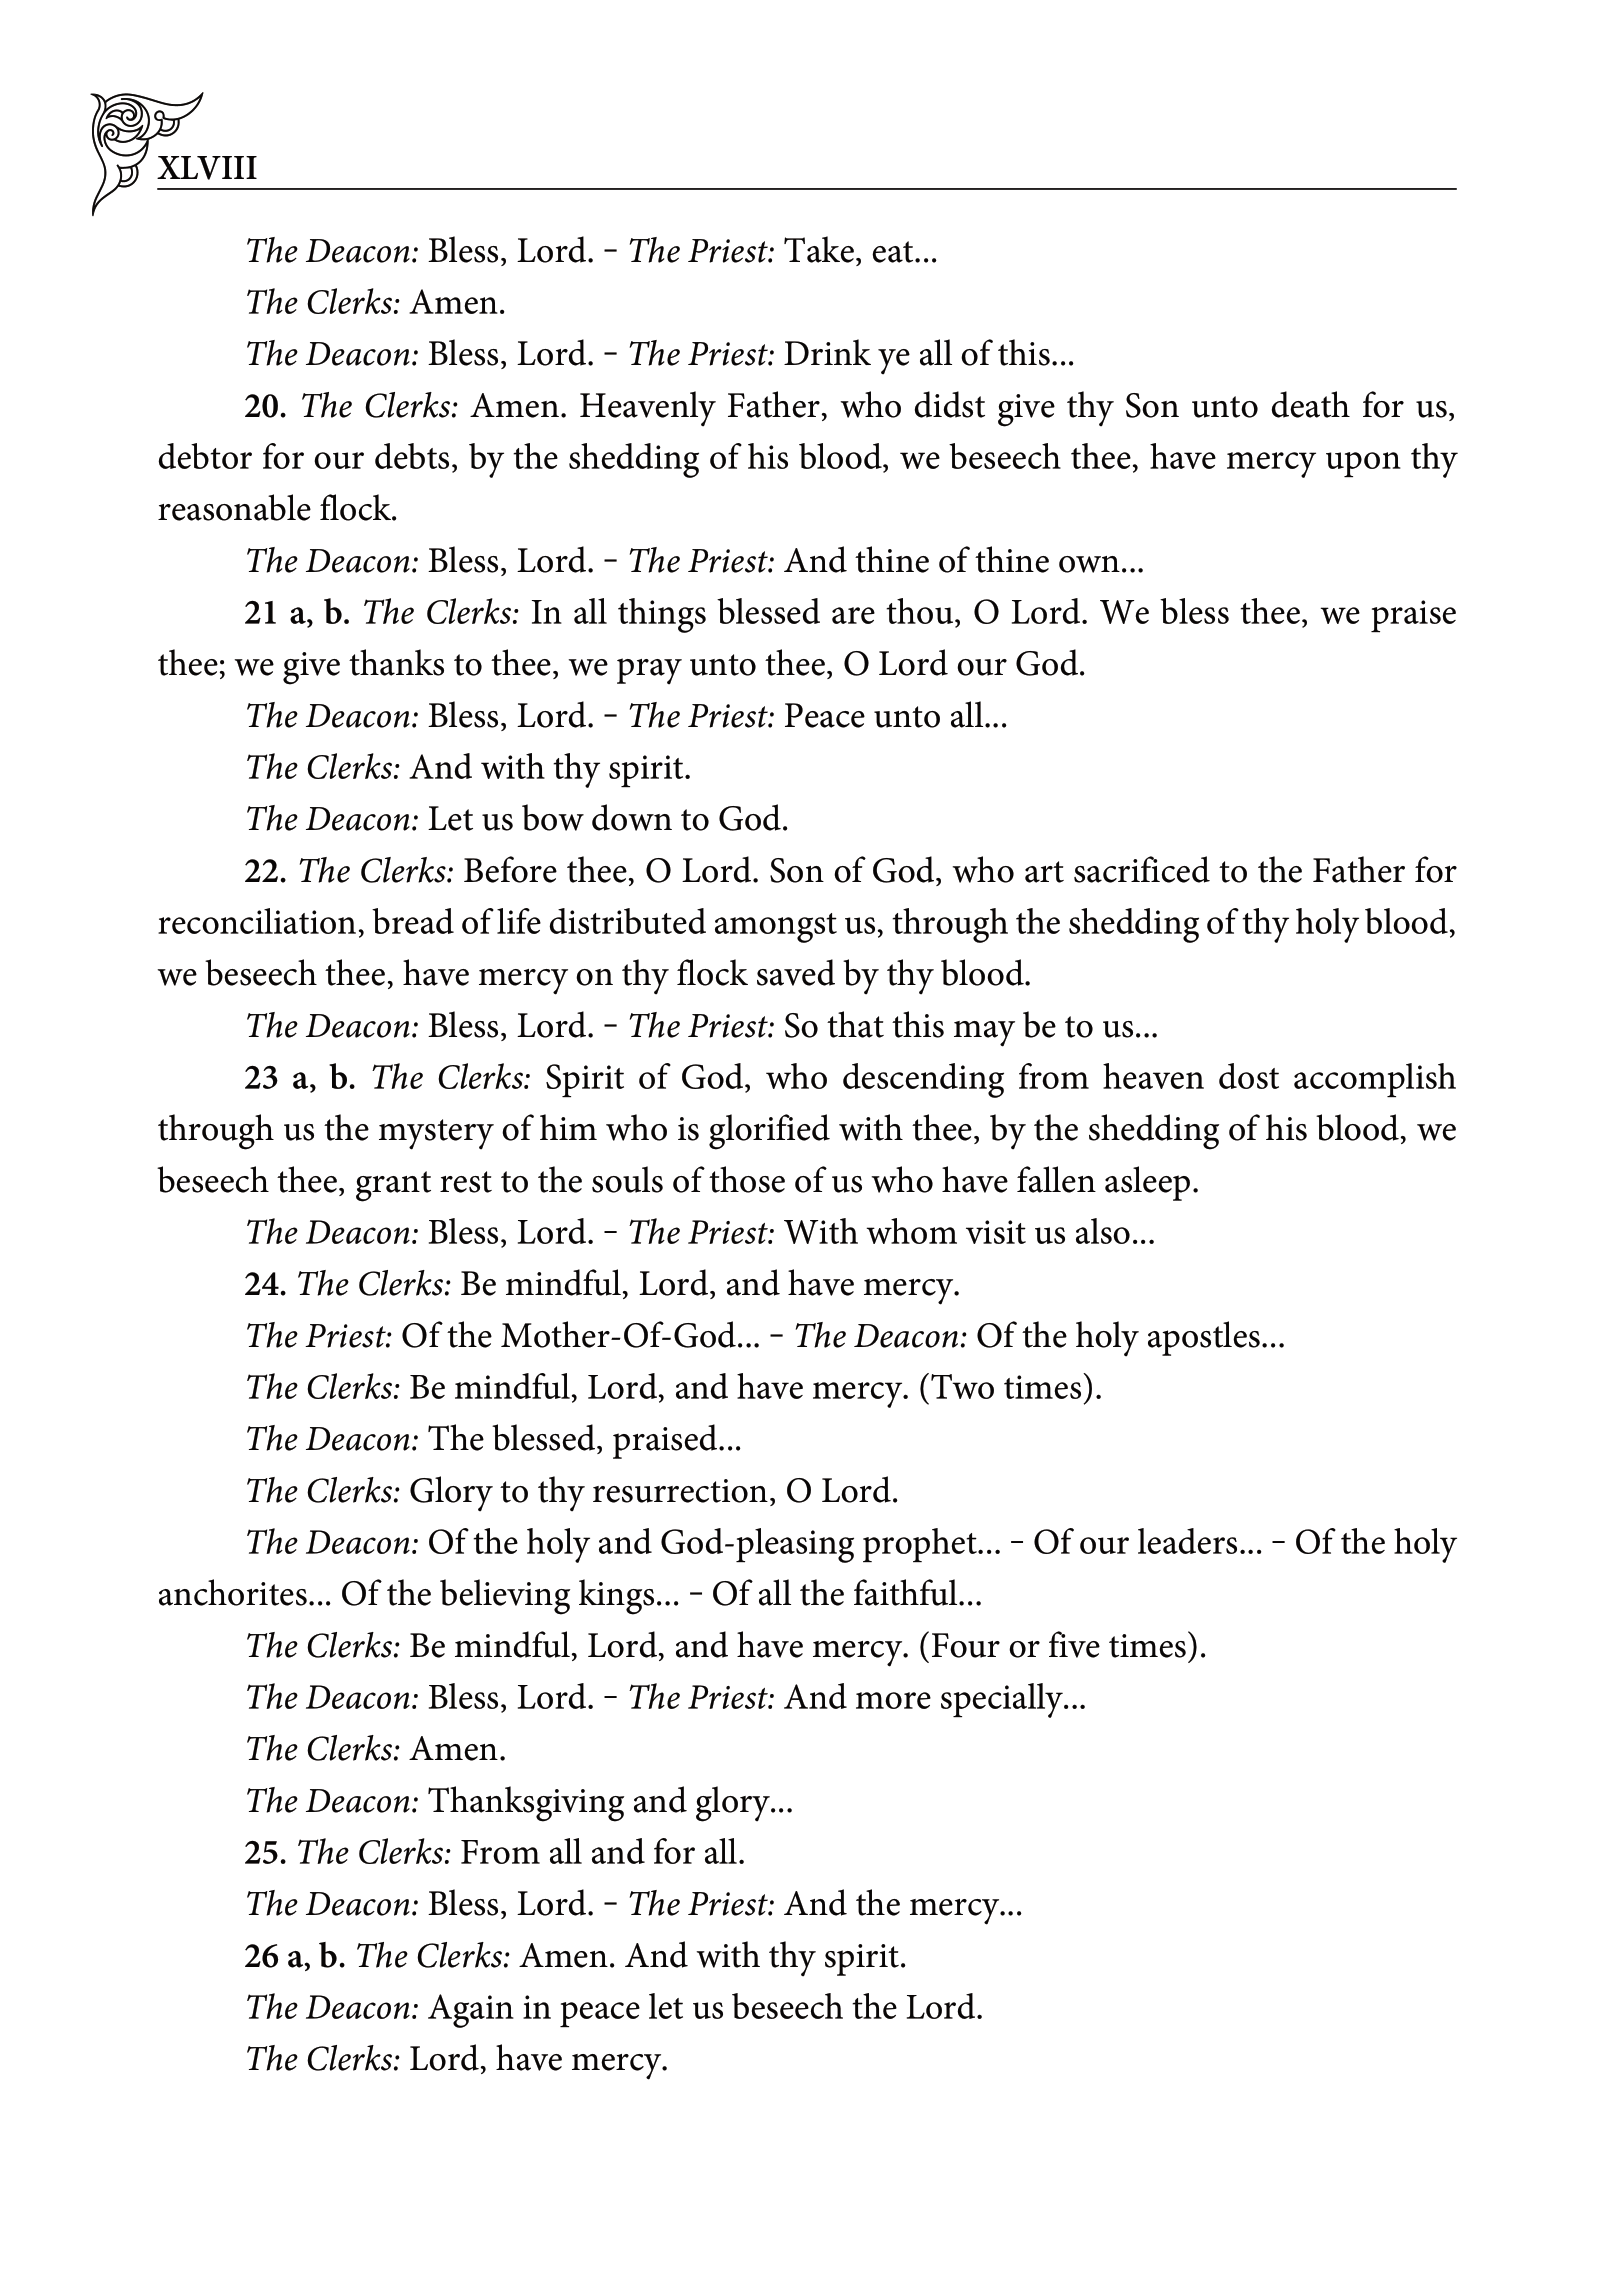 XLVIII
The Deacon: Bless, Lord. – The Priest: Take, eat...
The Clerks: Amen.
The Deacon: Bless, Lord. – The Priest: Drink ye all of this...
20. The Clerks: Amen. Heavenly Father, who didst give thy Son unto death for us,
debtor for our debts, by the shedding of his blood, we beseech thee, have mercy upon thy
reasonable flock.
The Deacon: Bless, Lord. – The Priest: And thine of thine own...
21 a, b. The Clerks: In all things blessed are thou, O Lord. We bless thee, we praise
thee; we give thanks to thee, we pray unto thee, O Lord our God.
The Deacon: Bless, Lord. – The Priest: Peace unto all...
The Clerks: And with thy spirit.
The Deacon: Let us bow down to God.
22. The Clerks: Before thee, O Lord. Son of God, who art sacrificed to the Father for
reconciliation, bread of life distributed amongst us, through the shedding of thy holy blood,
we beseech thee, have mercy on thy flock saved by thy blood.
The Deacon: Bless, Lord. – The Priest: So that this may be to us...
23 a, b. The Clerks: Spirit of God, who descending from heaven dost accomplish
through us the mystery of him who is glorified with thee, by the shedding of his blood, we
beseech thee, grant rest to the souls of those of us who have fallen asleep.
The Deacon: Bless, Lord. – The Priest: With whom visit us also...
24. The Clerks: Be mindful, Lord, and have mercy.
The Priest: Of the Mother-Of-God... – The Deacon: Of the holy apostles...
The Clerks: Be mindful, Lord, and have mercy. (Two times).
The Deacon: The blessed, praised...
The Clerks: Glory to thy resurrection, O Lord.
The Deacon: Of the holy and God-pleasing prophet... – Of our leaders... – Of the holy
anchorites... Of the believing kings... – Of all the faithful...
The Clerks: Be mindful, Lord, and have mercy. (Four or five times).
The Deacon: Bless, Lord. – The Priest: And more specially...
The Clerks: Amen.
The Deacon: Thanksgiving and glory...
25. The Clerks: From all and for all.
The Deacon: Bless, Lord. – The Priest: And the mercy...
26 a, b. The Clerks: Amen. And with thy spirit.
The Deacon: Again in peace let us beseech the Lord.
The Clerks: Lord, have mercy.